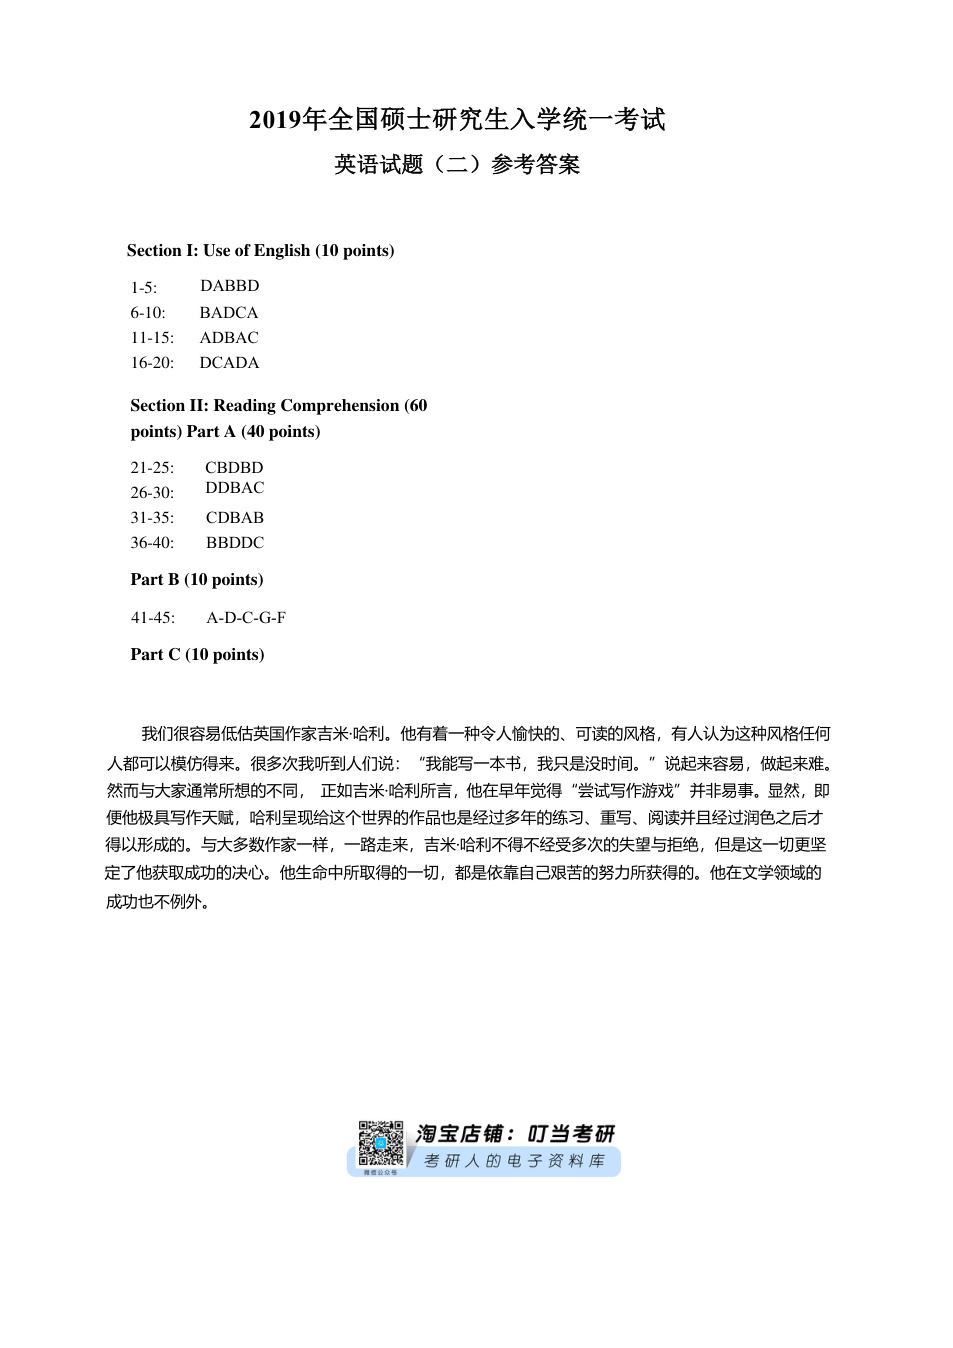 2019年全国硕士研究生入学统一考试
英语试题（二）参考答案
Section I: Use of English (10 points)
1-5: DABBD
6-10: BADCA
11-15: ADBAC
16-20: DCADA
Section II: Reading Comprehension (60
points) Part A (40 points)
21-25: CBDBD
26-30: DDBAC
31-35: CDBAB
36-40: BBDDC
Part B (10 points)
41-45: A-D-C-G-F
Part C (10 points)
我们很容易低估英国作家吉米·哈利。他有着一种令人愉快的、可读的风格，有人认为这种风格任何
人都可以模仿得来。很多次我听到人们说：“我能写一本书，我只是没时间。”说起来容易，做起来难。
然而与大家通常所想的不同， 正如吉米·哈利所言，他在早年觉得“尝试写作游戏”并非易事。显然，即
便他极具写作天赋，哈利呈现给这个世界的作品也是经过多年的练习、重写、阅读并且经过润色之后才
得以形成的。与大多数作家一样，一路走来，吉米·哈利不得不经受多次的失望与拒绝，但是这一切更坚
定了他获取成功的决心。他生命中所取得的一切，都是依靠自己艰苦的努力所获得的。他在文学领域的
成功也不例外。
淘宝店铺：叮当考研
考研人的电子资料库
微信公众号